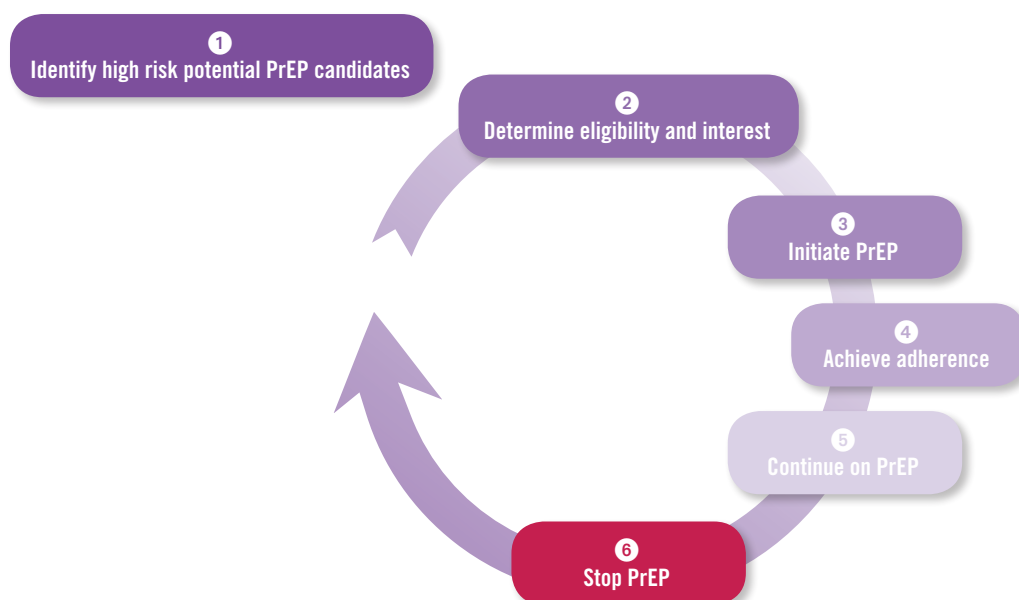 1
Identify high risk potential PrEP candidates
2
Determine eligibility and interest
3
Initiate PrEP
4
Achieve adherence
5
Continue on PrEP
6
Stop PrEP